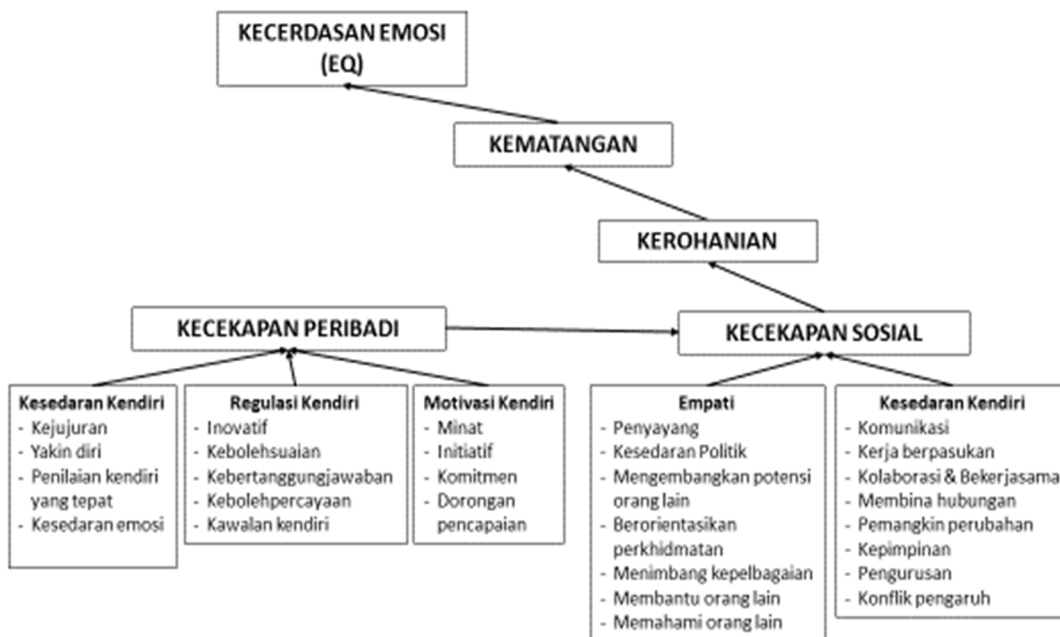 KECERDASAN EMOSI
(EQ)
KEMATANGAN
KEROHANIAN
KECEKAPAN PERIBADI
KECEKAPAN SOSIAL
Kesedaran Kendiri
- Kejujuran
- Yakin diri
- Penilaian kendiri
yang tepat
- Kesedaran emosi
Regulasi Kendiri
- Inovatif
- Kebolehsuaian
- Kebertanggungjawaban
- Kebolehpercayaan
- Kawalan kendiri
Motivasi Kendiri
- Minat
- Initiatif
- Komitmen
- Dorongan
pencapaian
Empati
- Penyayang
- Kesedaran Politik
- Mengembangkan potensi
orang lain
- Berorientasikan
perkhidmatan
- Menimbang kepelbagaian
- Membantu orang lain
- Memahami orang lain
Kesedaran Kendiri
- Komunikasi
- Kerja berpasukan
- Kolaborasi & Bekerjasama
- Membina hubungan
- Pemangkin perubahan
- Kepimpinan
- Pengurusan
- Konflik pengaruh